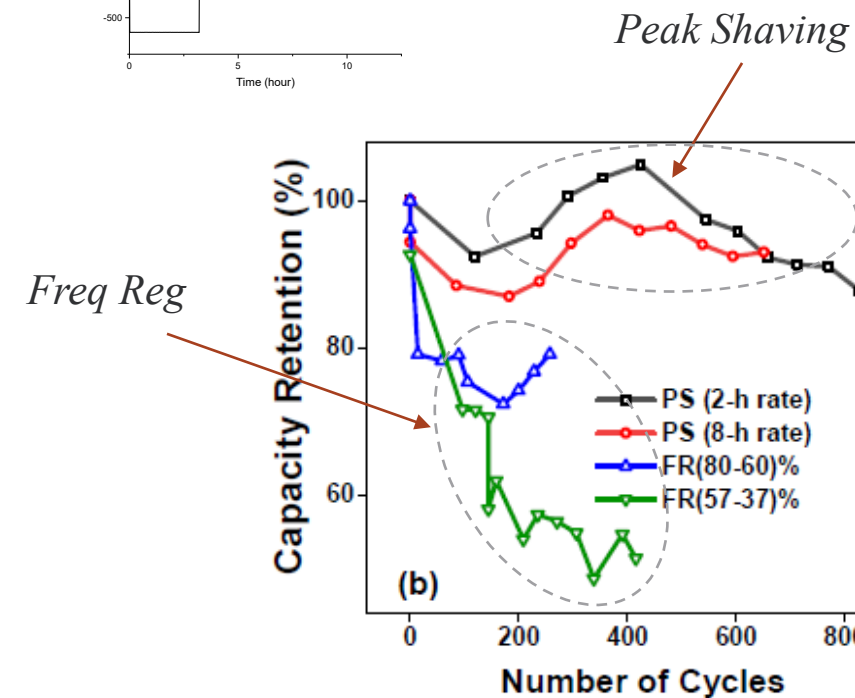 -500
0
5
10
Time (hour)
Peak Shaving
Freq Reg
Capacity Retention (%)
100
80
60
PS (2-h rate)
PS (8-h rate)
FR(80-60)%
FR(57-37)%
(b)
0
200
400
600
Number of Cycles